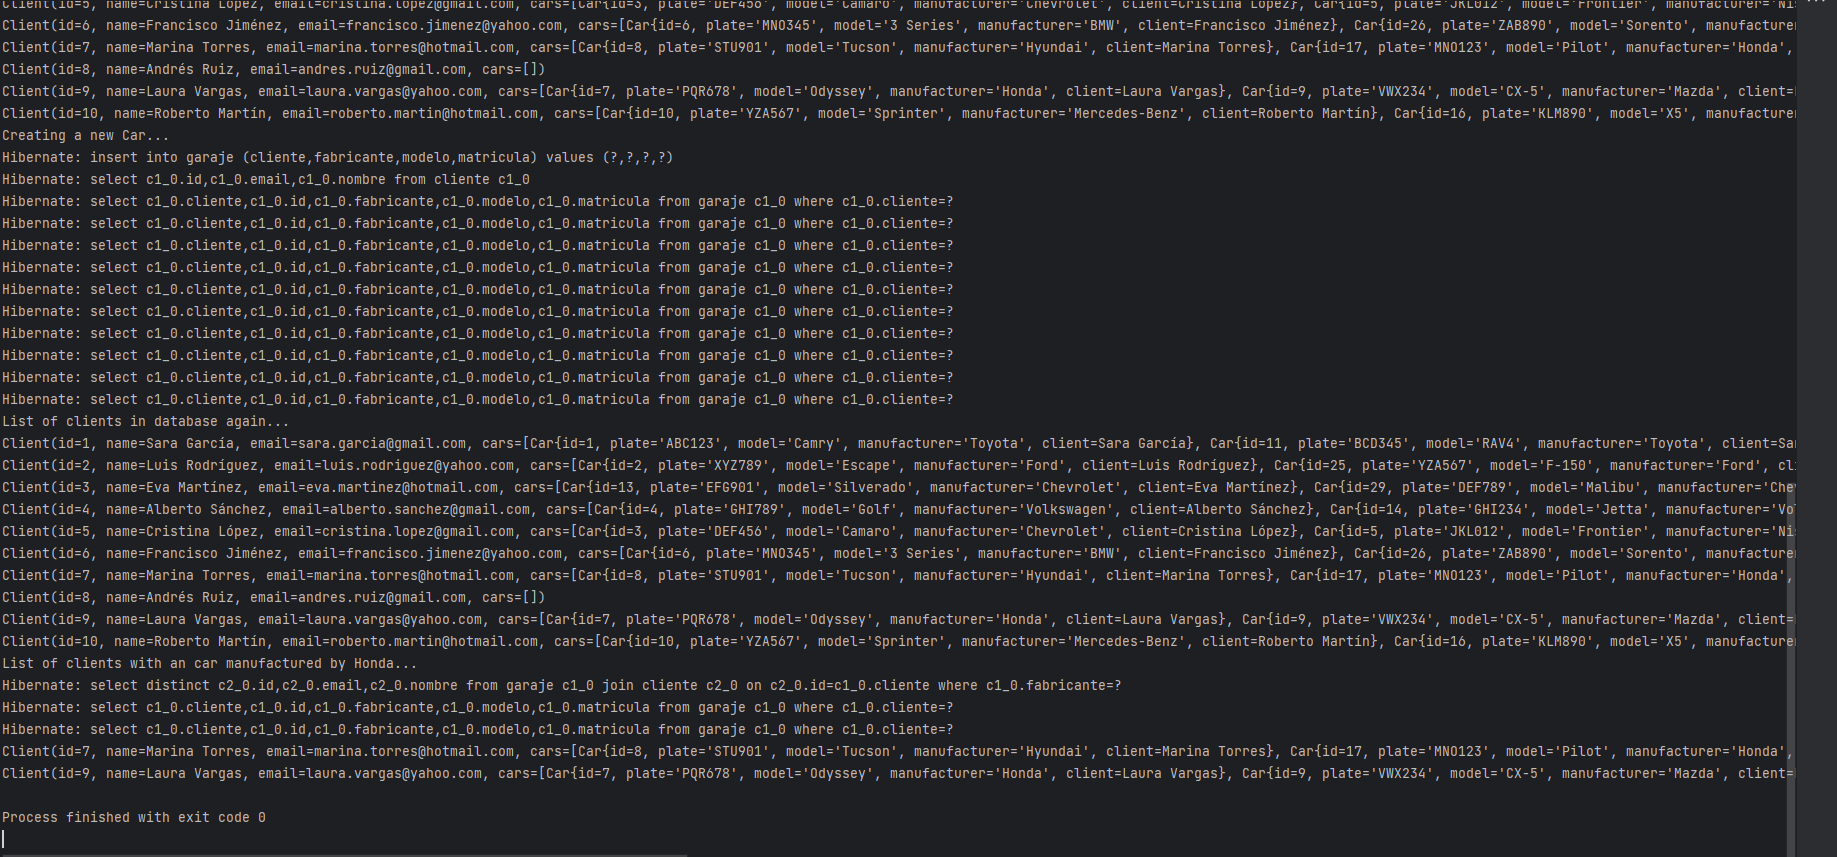 Client(id=5, name=Cristina López, email=cristina.lopez@gmail.com, cars=[Car{id=3, plate='DEF456', model='Camaro', manufacturer='Chevrolet', client=Cristina López}, Car{id=5, plate='JKL012', model='Frontier', manufacturer='Ni
Client(id=6, name=Francisco Jiménez, email=francisco.jimenez@yahoo.com, cars=[Car{id=6, plate='MNO345', model='3 Series', manufacturer='BMW', client=Francisco Jiménez}, Car{id=26, plate='ZAB890', model='Sorento', manufacturer
Client(id=7, name=Marina Torres, email=marina.torres@hotmail.com, cars=[Car{id=8, plate='STU901', model='Tucson', manufacturer='Hyundai', client=Marina Torres}, Car{id=17, plate='MNO123', model='Pilot', manufacturer='Honda',
Client(id=8, name=Andrés Ruiz, email=andres.ruiz@gmail.com, cars=[])
Client(id=9, name=Laura Vargas, email=laura.vargas@yahoo.com, cars=[Car{id=7, plate='PQR678', model='Odyssey', manufacturer='Honda', client=Laura Vargas}, Car{id=9, plate='VWX234', model='CX-5', manufacturer='Mazda', client=
Client(id=10, name=Roberto Martín, email=roberto.martin@hotmail.com, cars=[Car{id=10, plate='YZA567', model='Sprinter', manufacturer='Mercedes-Benz', client=Roberto Martín}, Car{id=16, plate='KLM890', model='X5', manufacturer
Creating a new Car...
Hibernate: insert into garaje (cliente,fabricante,modelo,matricula) values (?,?,?,?)
Hibernate: select c1_0.id,c1_0.email,c1_0.nombre from cliente c1_0
Hibernate: select c1_0.cliente,c1_0.id,c1_0.fabricante,c1_0.modelo,c1_0.matricula from garaje c1_0 where c1_0.cliente=?
Hibernate: select c1_0.cliente,c1_0.id,c1_0.fabricante,c1_0.modelo,c1_0.matricula from garaje c1_0 where c1_0.cliente=?
Hibernate: select c1_0.cliente,c1_0.id,c1_0.fabricante,c1_0.modelo,c1_0.matricula from garaje c1_0 where c1_0.cliente=?
Hibernate: select c1_0.cliente,c1_0.id,c1_0.fabricante,c1_0.modelo,c1_0.matricula from garaje c1_0 where c1_0.cliente=?
Hibernate: select c1_0.cliente,c1_0.id,c1_0.fabricante,c1_0.modelo,c1_0.matricula from garaje c1_0 where c1_0.cliente=?
Hibernate: select c1_0.cliente,c1_0.id,c1_0.fabricante,c1_0.modelo,c1_0.matricula from garaje c1_0 where c1_0.cliente=?
Hibernate: select c1_0.cliente,c1_0.id,c1_0.fabricante,c1_0.modelo,c1_0.matricula from garaje c1_0 where c1_0.cliente=?
Hibernate: select c1_0.cliente,c1_0.id,c1_0.fabricante,c1_0.modelo,c1_0.matricula from garaje c1_0 where c1_0.cliente=?
Hibernate: select c1_0.cliente,c1_0.id,c1_0.fabricante,c1_0.modelo,c1_0.matricula from garaje c1_0 where c1_0.cliente=?
Hibernate: select c1_0.cliente,c1_0.id,c1_0.fabricante,c1_0.modelo,c1_0.matricula from garaje c1_0 where c1_0.cliente=?
List of clients in database again...
Client(id=1, name=Sara García, email=sara.garcia@gmail.com, cars=[Car{id=1, plate='ABC123', model='Camry', manufacturer='Toyota', client=Sara García}, Car{id=11, plate='BCD345', model='RAV4', manufacturer='Toyota', client=Sa
Client(id=2, name=Luis Rodríguez, email=luis.rodriguez@yahoo.com, cars=[Car{id=2, plate='XYZ789', model='Escape', manufacturer='Ford', client=Luis Rodríguez}, Car{id=25, plate='YZA567', model='F-150', manufacturer='Ford', cl
Client(id=3, name=Eva Martínez, email=eva.martinez@hotmail.com, cars=[Car{id=13, plate='EFG901', model='Silverado', manufacturer='Chevrolet', client=Eva Martínez}, Car{id=29, plate='DEF789', model='Malibu', manufacturer='Che
Client(id=4, name=Alberto Sánchez, email=alberto.sanchez@gmail.com, cars=[Car{id=4, plate='GHI789', model='Golf', manufacturer='Volkswagen', client=Alberto Sánchez}, Car{id=14, plate='GHI234', model='Jetta', manufacturer='Vo
Client(id=5, name=Cristina López, email=cristina.lopez@gmail.com, cars=[Car{id=3, plate='DEF456', model='Camaro', manufacturer='Chevrolet', client=Cristina López}, Car{id=5, plate='JKL012', model='Frontier', manufacturer='Ni
Client(id=6, name=Francisco Jiménez, email=francisco.jimenez@yahoo.com, cars=[Car{id=6, plate='MNO345', model='3 Series', manufacturer='BMW', client=Francisco Jiménez}, Car{id=26, plate='ZAB890', model='Sorento', manufacturer
Client(id=7, name=Marina Torres, email=marina.torres@hotmail.com, cars=[Car{id=8, plate='STU901', model='Tucson', manufacturer='Hyundai', client=Marina Torres}, Car{id=17, plate='MNO123', model='Pilot', manufacturer='Honda',
Client(id=8, name=Andrés Ruiz, email=andres.ruiz@gmail.com, cars=[])
Client(id=9, name=Laura Vargas, email=laura.vargas@yahoo.com, cars=[Car{id=7, plate='PQR678', model='Odyssey', manufacturer='Honda', client=Laura Vargas}, Car{id=9, plate='VWX234', model='CX-5', manufacturer='Mazda', client=
Client(id=10, name=Roberto Martín, email=roberto.martin@hotmail.com, cars=[Car{id=10, plate='YZA567', model='Sprinter', manufacturer='Mercedes-Benz', client=Roberto Martín}, Car{id=16, plate='KLM890', model='X5', manufacturer
List of clients with an car manufactured by Honda...
Hibernate: select distinct c2_0.id,c2_0.email,c2_0.nombre from garaje c1_0 join cliente c2_0 on c2_0.id=c1_0.cliente where c1_0.fabricante=?
Hibernate: select c1_0.cliente,c1_0.id,c1_0.fabricante,c1_0.modelo,c1_0.matricula from garaje c1_0 where c1_0.cliente=?
Hibernate: select c1_0.cliente,c1_0.id,c1_0.fabricante,c1_0.modelo,c1_0.matricula from garaje c1_0 where c1_0.cliente=?
Client(id=7, name=Marina Torres, email=marina.torres@hotmail.com, cars=[Car{id=8, plate='STU901', model='Tucson', manufacturer='Hyundai', client=Marina Torres}, Car{id=17, plate='MNO123', model='Pilot', manufacturer='Honda',
Client(id=9, name=Laura Vargas, email=laura.vargas@yahoo.com, cars=[Car{id=7, plate='PQR678', model='Odyssey', manufacturer='Honda', client=Laura Vargas}, Car{id=9, plate='VWX234', model='CX-5', manufacturer='Mazda', client=
Process finished with exit code 0